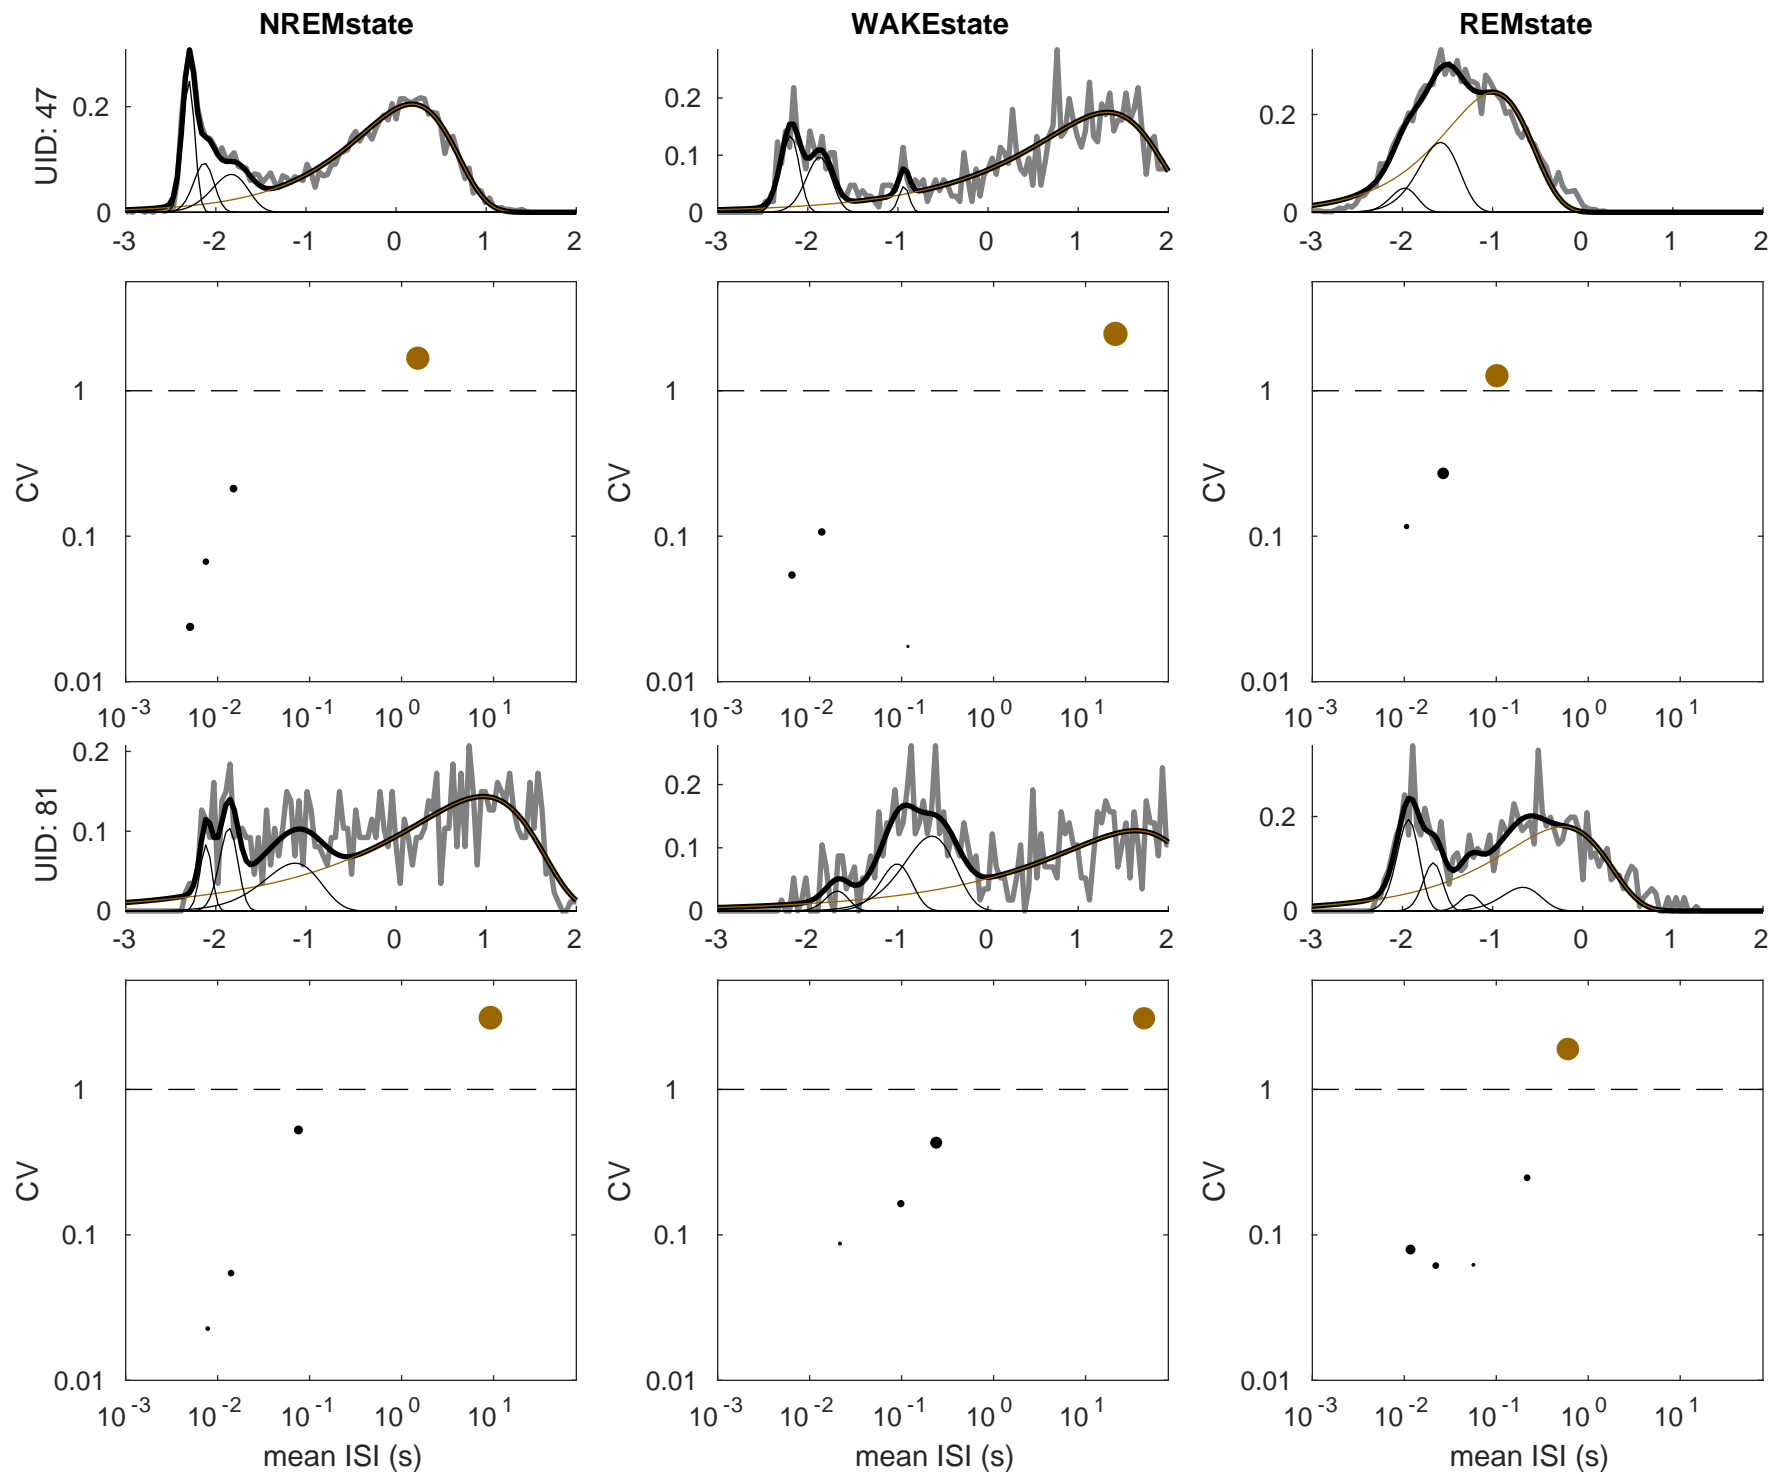 NREMstate WAKEstate REMstate
UID: 47
0.2 0 -3 -2 -1 0 1 2
0.2 0.1 0 -3 -2 -1 0 1 2
0.2 0 -3 -2 -1 0 1 2
CV 1 0.1 0.01 10^-3 10^-2 10^-1 10^0 10^1
CV 1 0.1 0.01 10^-3 10^-2 10^-1 10^0 10^1
CV 1 0.1 0.01 10^-3 10^-2 10^-1 10^0 10^1
UID: 81
0.2 0.1 0 -3 -2 -1 0 1 2
0.2 0.1 0 -3 -2 -1 0 1 2
0.2 0 -3 -2 -1 0 1 2
CV 1 0.1 0.01 10^-3 10^-2 10^-1 10^0 10^1
mean ISI (s)
CV 1 0.1 0.01 10^-3 10^-2 10^-1 10^0 10^1
mean ISI (s)
CV 1 0.1 0.01 10^-3 10^-2 10^-1 10^0 10^1
mean ISI (s)